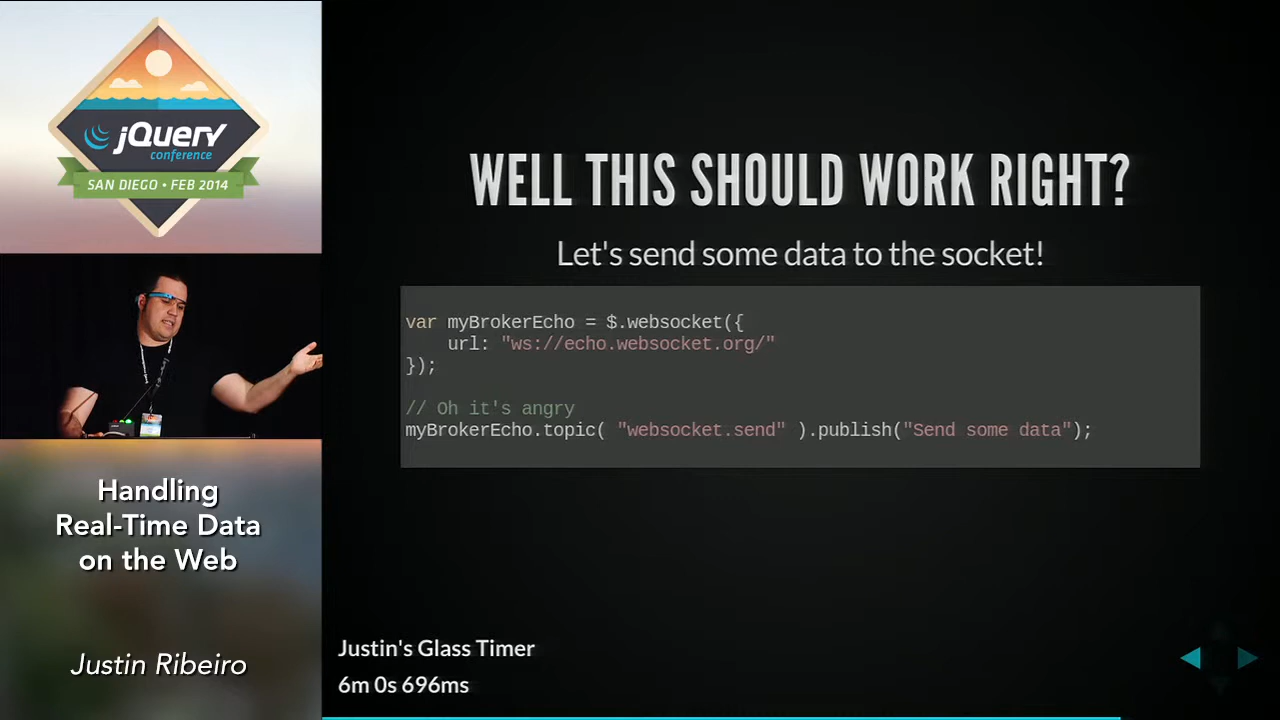 jQuery
conference
SAN DIEGO • FEB 2014
Handling
Real-Time Data
on the Web
Justin Ribeiro
WELL THIS SHOULD WORK RIGHT?
Let's send some data to the socket!
var myBrokerEcho = $.websocket({
    url: "ws://echo.websocket.org/"
});
// Oh it's angry
myBrokerEcho.topic( "websocket.send" ).publish("Send some data");
Justin's Glass Timer
6m 0s 696ms